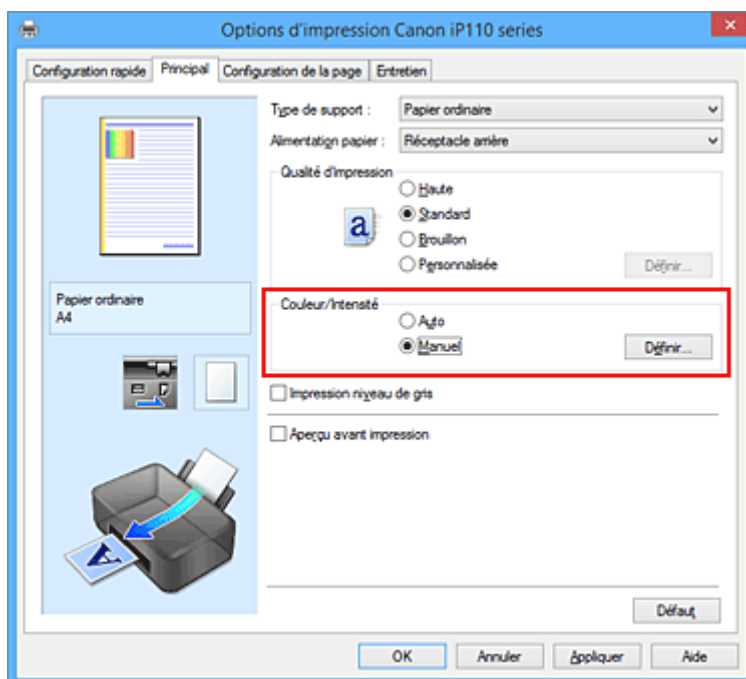 Options d'impression Canon iP110 series
Configuration rapide Principal Configuration de la page Entretien
Type de support : Papier ordinaire
Alimentation papier : Réceptacle arrière
Qualité d'impression
Haute
a Standard
Brouillon
Personnalisée Définir...
Papier ordinaire
A4
Couleur/Intensité
Auto
Manuel Définir...
Impression niveau de gris
Aperçu avant impression
A
Défaut
OK Annuler Appliquer Aide